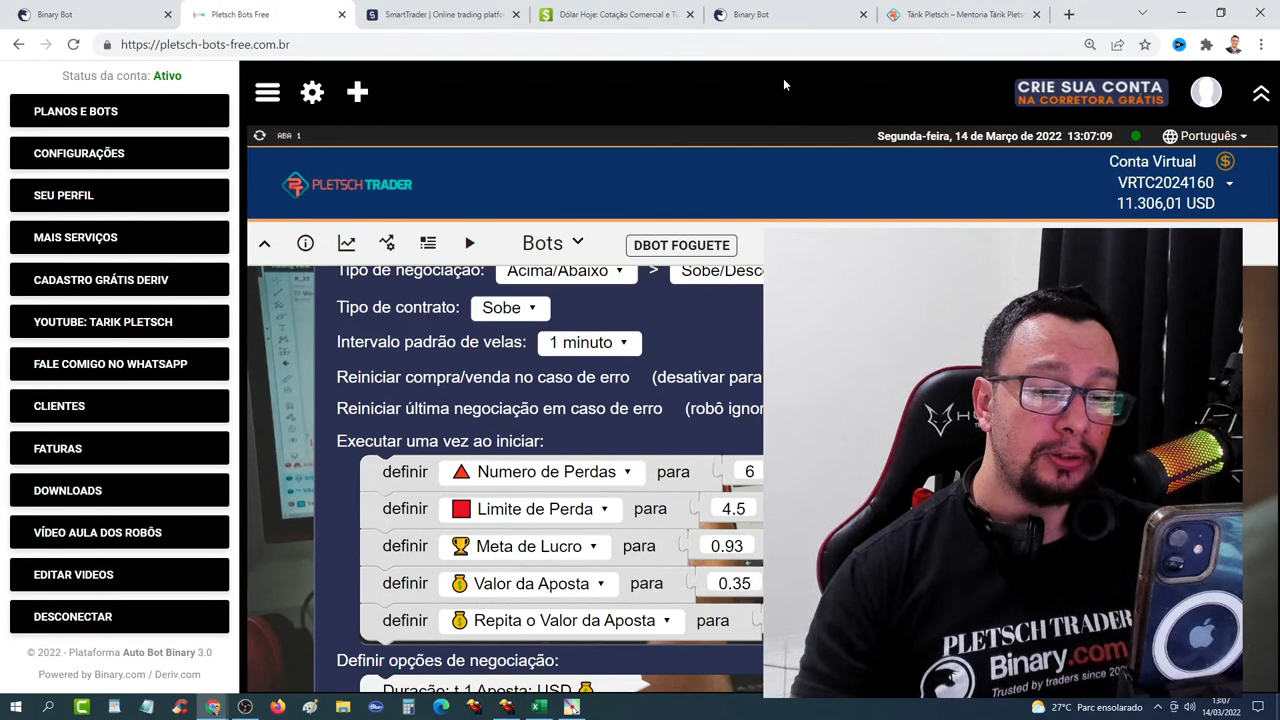 Binary Bot
Pletsch Bots Free
SmartTrader | Online trading platfo
Dólar Hoje: Cotação Comercial e Tu
Binary Bot
Tárik Pletsch – Mentoria Tárik Plets
https://pletsch-bots-free.com.br
Status da conta: Ativo
PLANOS E BOTS
CONFIGURAÇÕES
SEU PERFIL
MAIS SERVIÇOS
CADASTRO GRÁTIS DERIV
YOUTUBE: TARIK PLETSCH
FALE COMIGO NO WHATSAPP
CLIENTES
FATURAS
DOWNLOADS
VÍDEO AULA DOS ROBÔS
EDITAR VIDEOS
DESCONECTAR
© 2022 - Plataforma Auto Bot Binary 3.0
Powered by Binary.com / Deriv.com
CRIE SUA CONTA
NA CORRETORA GRÁTIS
ABA 1
Segunda-feira, 14 de Março de 2022 13:07:09
Português
PLETSCH TRADER
Conta Virtual
VRTC2024160
11.306,01 USD
Bots
DBOT FOGUETE
Tipo de negociação: Acima/Abaixo > Sobe/Desc
Tipo de contrato: Sobe
Intervalo padrão de velas: 1 minuto
Reiniciar compra/venda no caso de erro (desativar para
Reiniciar última negociação em caso de erro (robô ignor
Executar uma vez ao iniciar:
definir Numero de Perdas para 6
definir Limite de Perda para 4.5
definir Meta de Lucro para 0.93
definir Valor da Aposta para 0.35
definir Repita o Valor da Aposta para
Definir opções de negociação:
Duração: t 1 Aposta: USD
PLETSCH TRADER
Binary.com
Trusted by traders since 20
27°C Parc ensolarado
13:07
14/03/2022